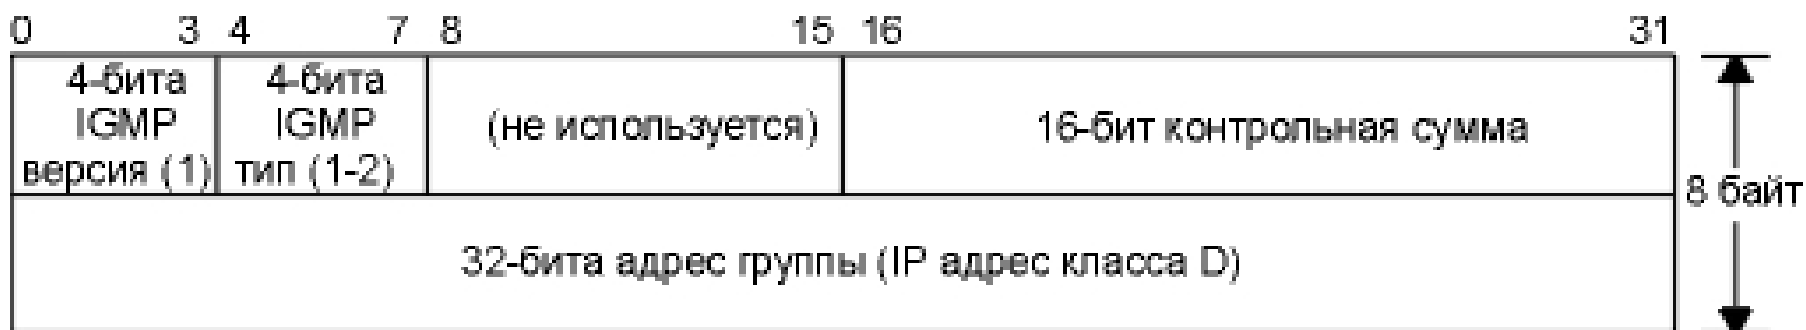 0 3 4 7 8 15 16 31
4-бита
IGMP
версия (1)
4-бита
IGMP
тип (1-2)
(не используется)
16-бит контрольная сумма
8 байт
32-бита адрес группы (IP адрес класса D)